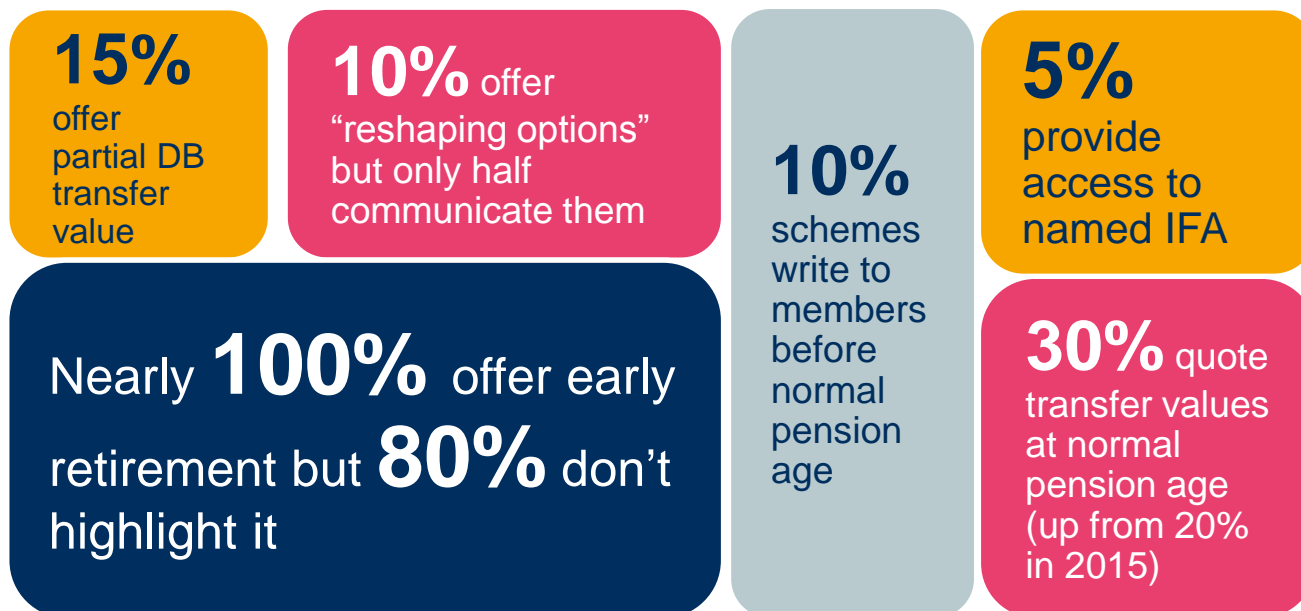 15%
offer
partial DB
transfer
value
10% offer
“reshaping options”
but only half
communicate them
Nearly 100% offer early
retirement but 80% don’t
highlight it
10%
schemes
write to
members
before
normal
pension
age
5%
provide
access to
named IFA
30% quote
transfer values
at normal
pension age
(up from 20%
in 2015)